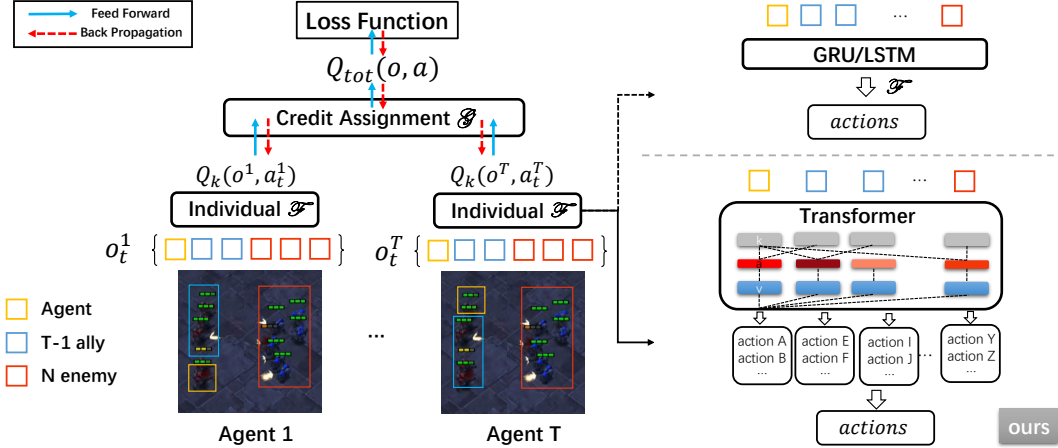 Feed Forward
Back Propagation
Loss Function
Q_{tot}(o, a)
Credit Assignment 𝒢
Q_k(o^1, a_t^1)
Q_k(o^T, a_t^T)
Individual ℱ
Individual ℱ
o_t^1 { }
o_t^T { }
Agent
T-1 ally
N enemy
...
Agent 1
Agent T
...
GRU/LSTM
ℱ
actions
...
Transformer
k
q
v
action A
action B
...
action E
action F
...
action I
action J
...
...
action Y
action Z
...
actions
ours